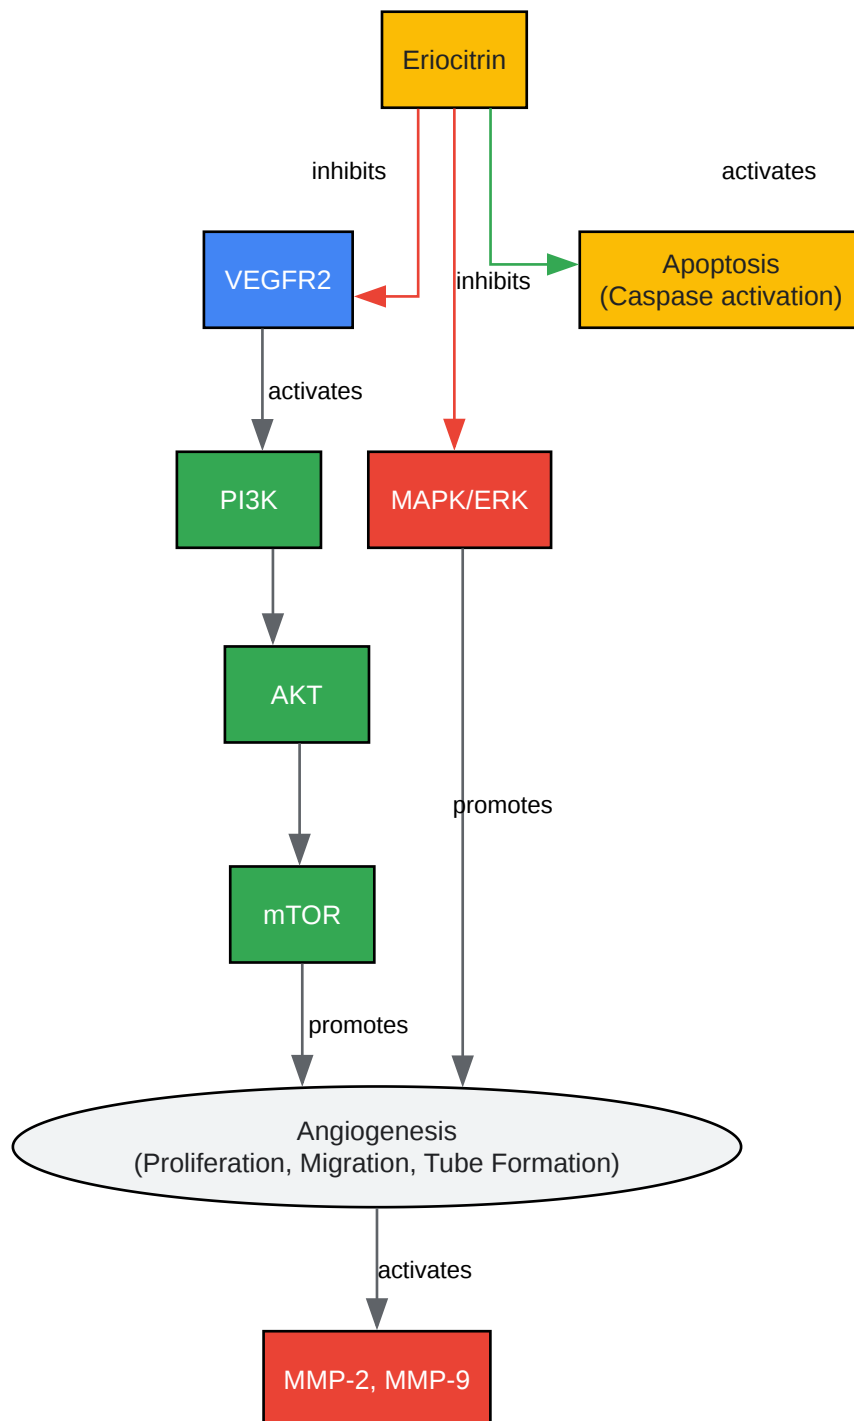 Eriocitrin
inhibits
activates
VEGFR2
inhibits
Apoptosis
(Caspase activation)
activates
PI3K
MAPK/ERK
AKT
promotes
mTOR
promotes
Angiogenesis
(Proliferation, Migration, Tube Formation)
activates
MMP-2, MMP-9